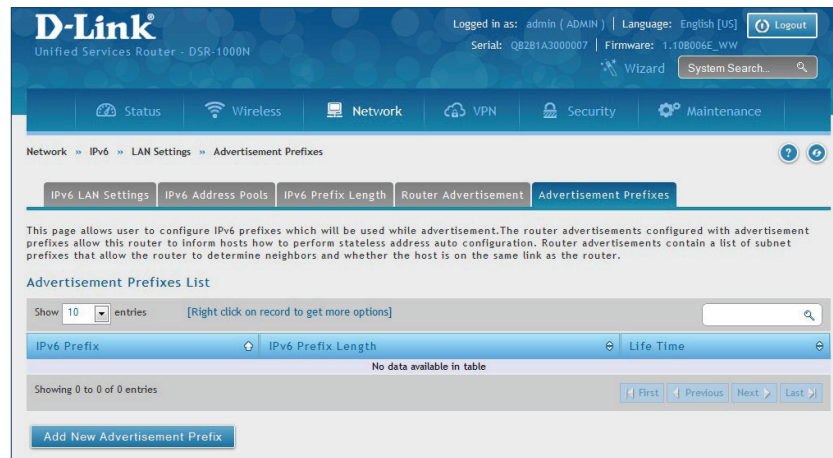 D-Link®
Unified Services Router - DSR-1000N
Logged in as: admin ( ADMIN ) | Language: English [US]
Logout
Serial: QB2B1A3000007 | Firmware: 1.10B006E_WW
Wizard
System Search...
Status
Wireless
Network
VPN
Security
Maintenance
Network » IPv6 » LAN Settings » Advertisement Prefixes
?
IPv6 LAN Settings
IPv6 Address Pools
IPv6 Prefix Length
Router Advertisement
Advertisement Prefixes
This page allows user to configure IPv6 prefixes which will be used while advertisement.The router advertisements configured with advertisement
prefixes allow this router to inform hosts how to perform stateless address auto configuration. Router advertisements contain a list of subnet
prefixes that allow the router to determine neighbors and whether the host is on the same link as the router.
Advertisement Prefixes List
Show 10 entries
[Right click on record to get more options]
IPv6 Prefix
IPv6 Prefix Length
Life Time
No data available in table
Showing 0 to 0 of 0 entries
First
Previous
Next
Last
Add New Advertisement Prefix